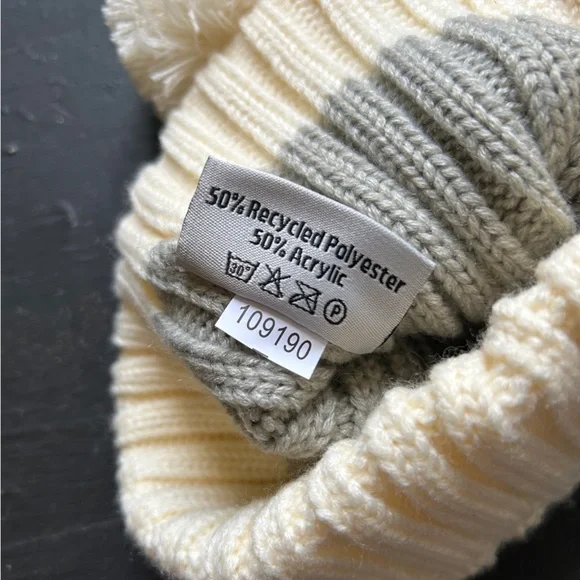 50% Recycled Polyester
50% Acrylic
30° P
109190